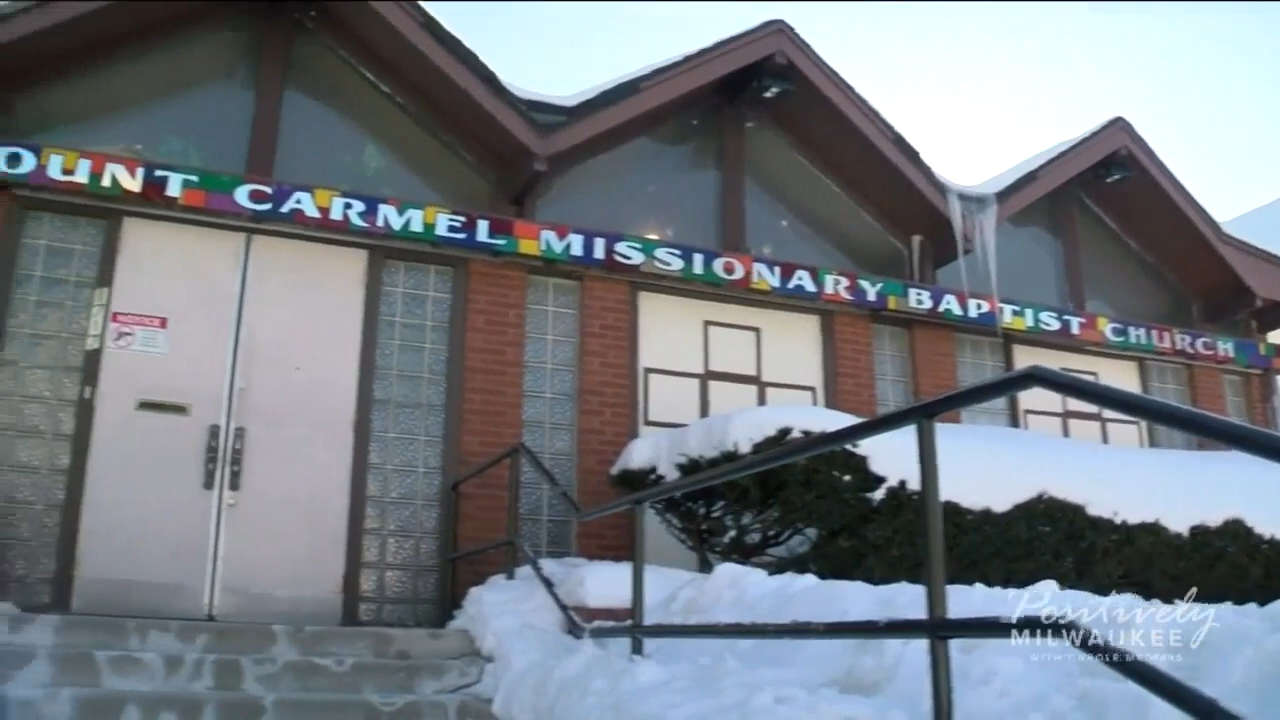 OUNT CARMEL MISSIONARY BAPTIST CHURCH
NOTICE
Positively
MILWAUKEE